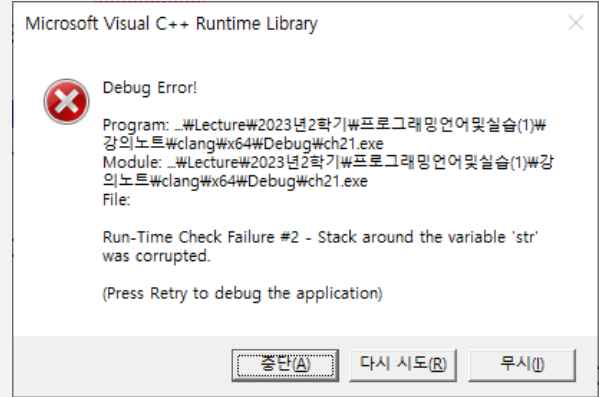 Microsoft Visual C++ Runtime Library
Debug Error!
Program: ...₩Lecture₩2023년2학기₩프로그래밍언어및실습(1)₩
강의노트₩clang₩x64₩Debug₩ch21.exe
Module: ...₩Lecture₩2023년2학기₩프로그래밍언어및실습(1)₩강
의노트₩clang₩x64₩Debug₩ch21.exe
File:
Run-Time Check Failure #2 - Stack around the variable 'str'
was corrupted.
(Press Retry to debug the application)
중단(A) 다시 시도(R) 무시(I)